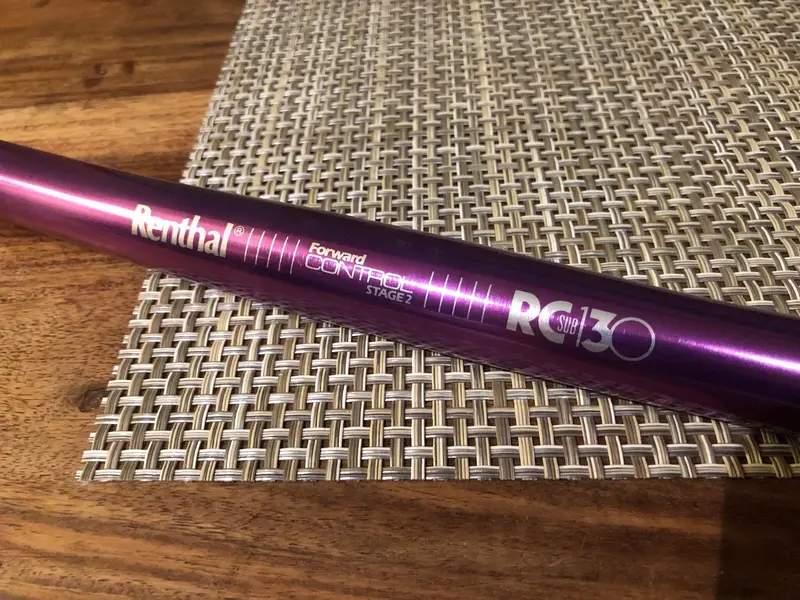 Renthal®
Forward
CONTROL
STAGE 2
RC SUB 130